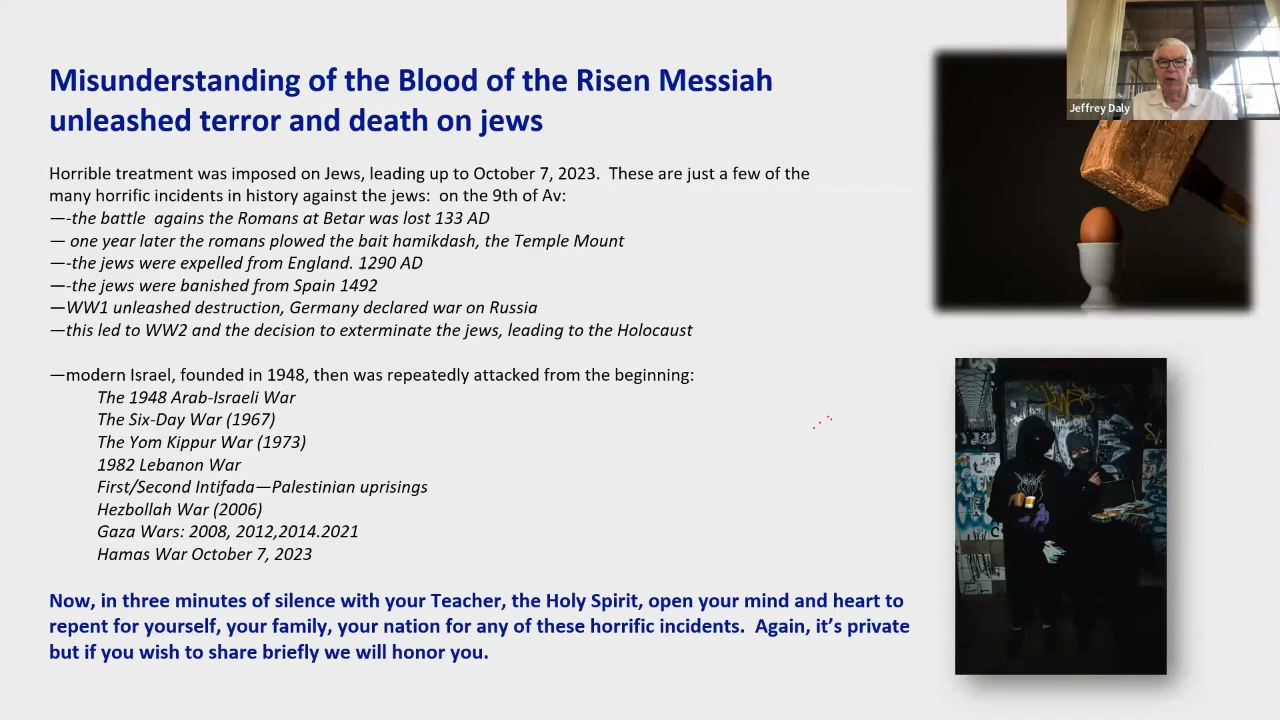 Misunderstanding of the Blood of the Risen Messiah
unleashed terror and death on jews
Jeffrey Daly
Horrible treatment was imposed on Jews, leading up to October 7, 2023.  These are just a few of the
many horrific incidents in history against the jews:  on the 9th of Av:
—-the battle  agains the Romans at Betar was lost 133 AD
— one year later the romans plowed the bait hamikdash, the Temple Mount
—-the jews were expelled from England. 1290 AD
—-the jews were banished from Spain 1492
—WW1 unleashed destruction, Germany declared war on Russia
—this led to WW2 and the decision to exterminate the jews, leading to the Holocaust
—modern Israel, founded in 1948, then was repeatedly attacked from the beginning:
The 1948 Arab-Israeli War
The Six-Day War (1967)
The Yom Kippur War (1973)
1982 Lebanon War
First/Second Intifada—Palestinian uprisings
Hezbollah War (2006)
Gaza Wars: 2008, 2012,2014.2021
Hamas War October 7, 2023
Now, in three minutes of silence with your Teacher, the Holy Spirit, open your mind and heart to
repent for yourself, your family, your nation for any of these horrific incidents.  Again, it’s private
but if you wish to share briefly we will honor you.